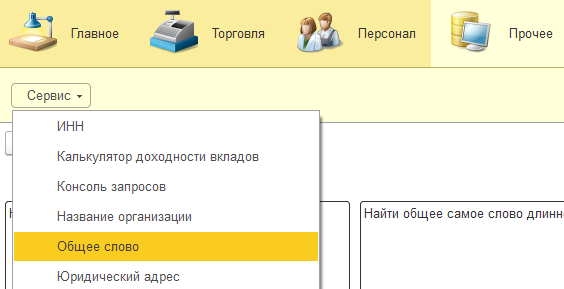 Главное Торговля Персонал Прочее
Сервис
ИНН
Калькулятор доходности вкладов
Консоль запросов
Название организации
Найти общее самое слово длинн
Общее слово
Юридический адрес